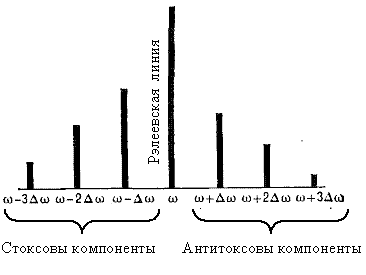 Рэлеевская линия
ω−3Δω ω−2Δω ω−Δω ω ω+Δω ω+2Δω ω+3Δω
Стоксовы компоненты Антитоксовы компоненты